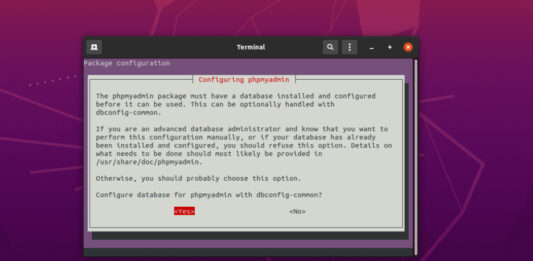 Terminal
Package configuration
Configuring phpmyadmin
The phpmyadmin package must have a database installed and configured
before it can be used. This can be optionally handled with
dbconfig-common.
If you are an advanced database administrator and know that you want to
perform this configuration manually, or if your database has already
been installed and configured, you should refuse this option. Details on
what needs to be done should most likely be provided in
/usr/share/doc/phpmyadmin.
Otherwise, you should probably choose this option.
Configure database for phpmyadmin with dbconfig-common?
<Yes> <No>